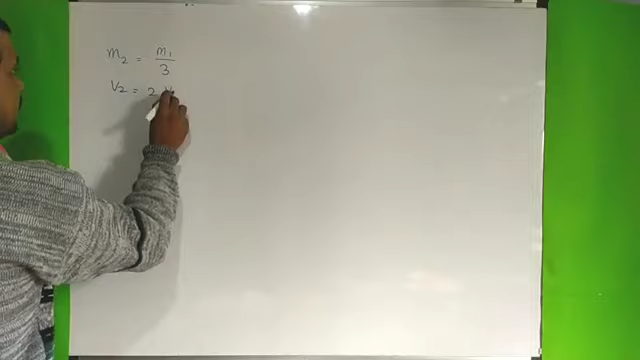 m₂ = m₁/3
V₂ = 2